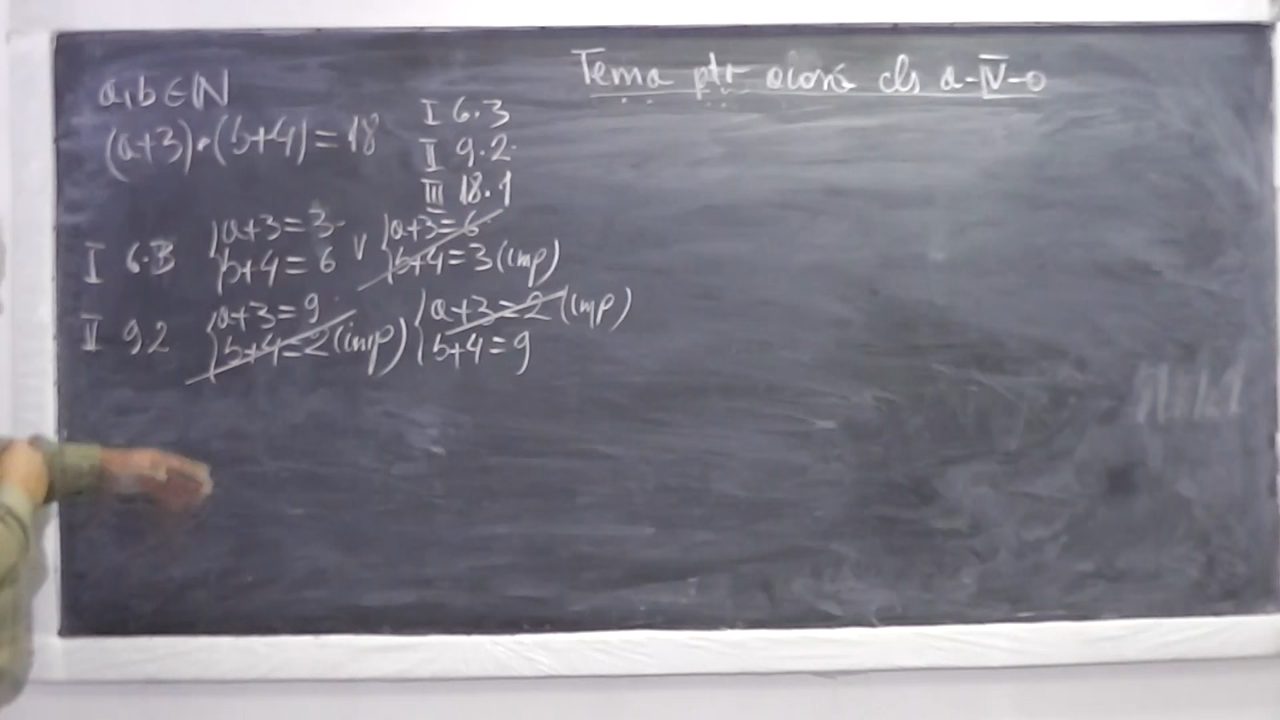 Tema ptr acasă cls a-IV-a
a,b∈ℕ
(a+3)•(b+4)=18
I 6·3
II 9·2
III 18·1
I 6·3 {a+3=3 v {a+3=6
b+4=6 b+4=3 (imp)
II 9 2 {a+3=9 {a+3=2 (imp)
b+4=2 (imp) b+4=9